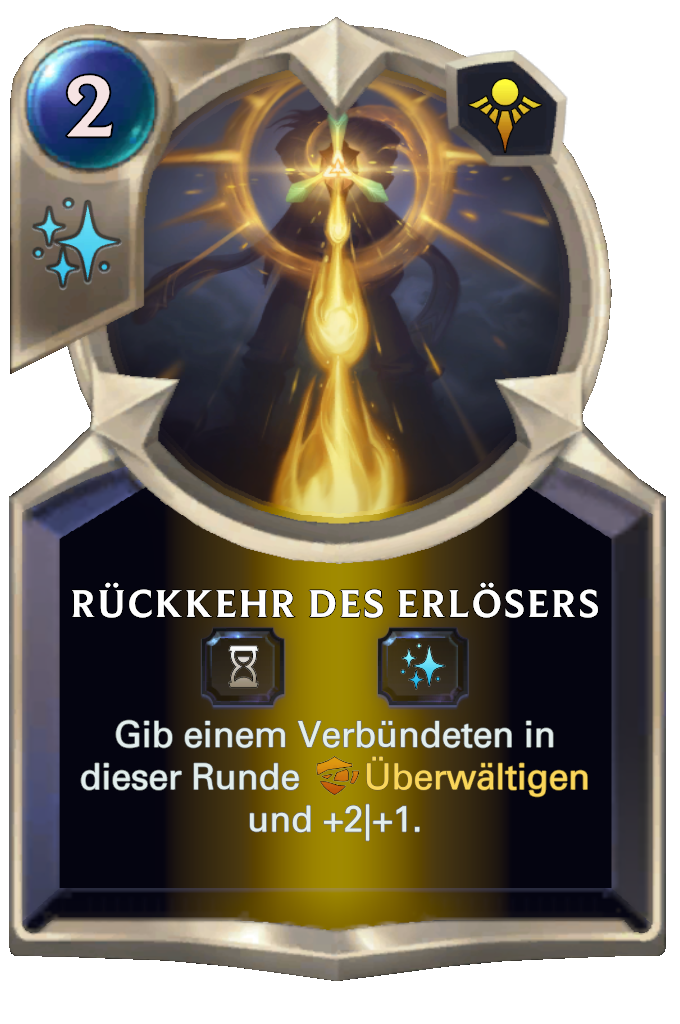 2
RÜCKKEHR DES ERLÖSERS
Gib einem Verbündeten in
dieser Runde Überwältigen
und +2|+1.